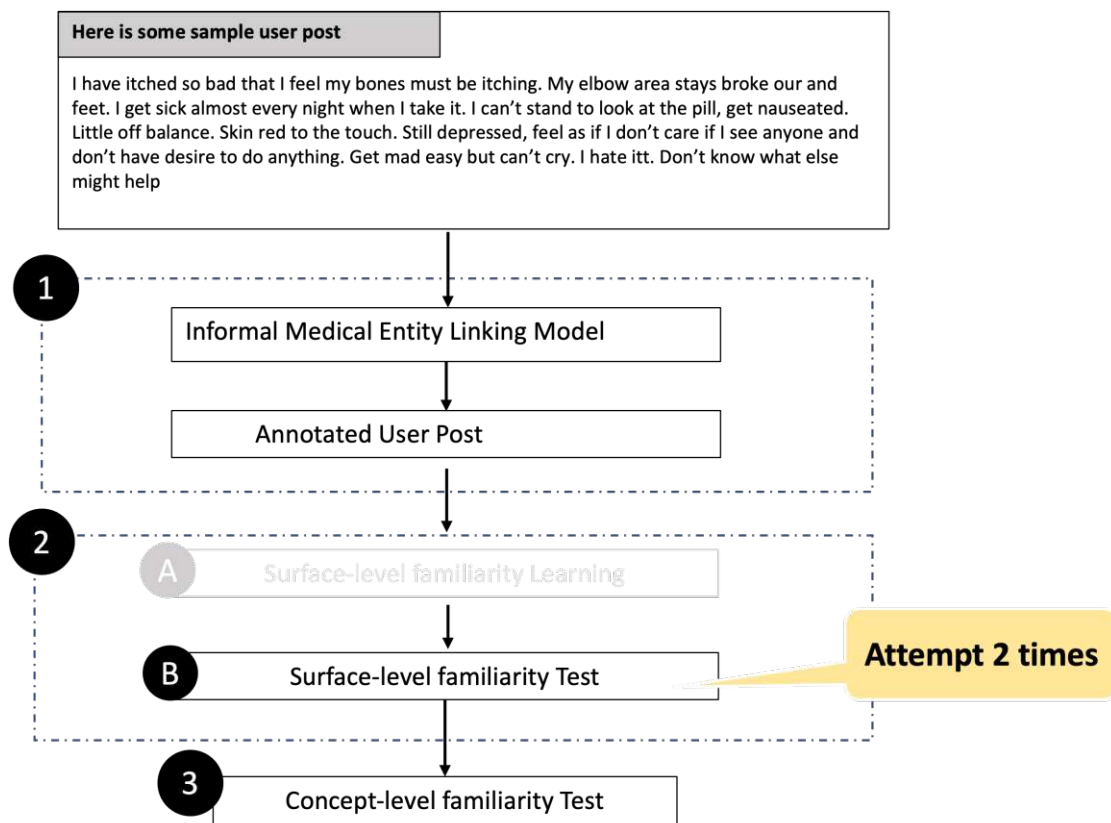 Here is some sample user post
I have itched so bad that I feel my bones must be itching. My elbow area stays broke our and
feet. I get sick almost every night when I take it. I can’t stand to look at the pill, get nauseated.
Little off balance. Skin red to the touch. Still depressed, feel as if I don’t care if I see anyone and
don’t have desire to do anything. Get mad easy but can’t cry. I hate itt. Don’t know what else
might help
1
Informal Medical Entity Linking Model
Annotated User Post
2
A
Surface-level familiarity Learning
B
Surface-level familiarity Test
Attempt 2 times
3
Concept-level familiarity Test